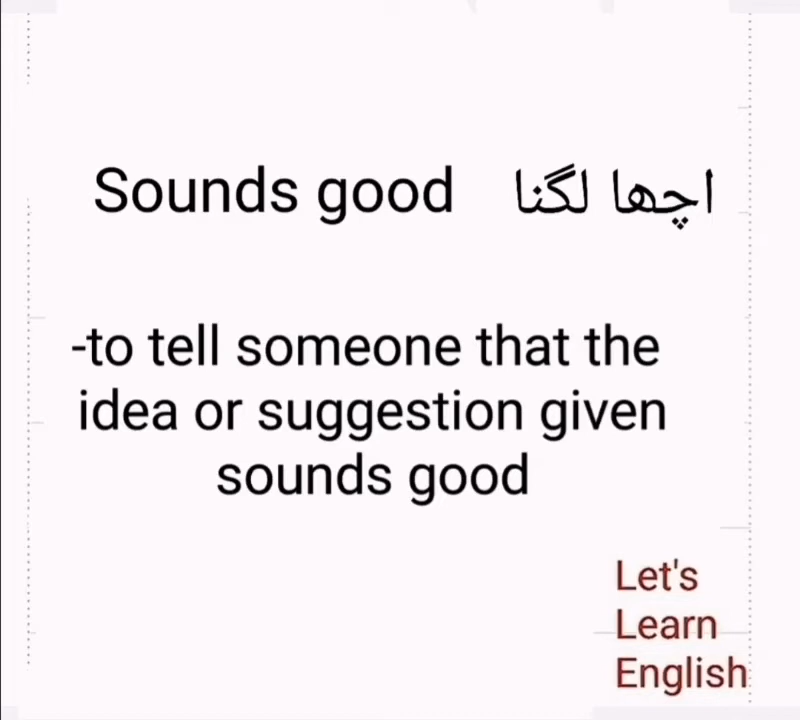 Sounds good اچھا لگنا
-to tell someone that the
idea or suggestion given
sounds good
Let's
Learn
English